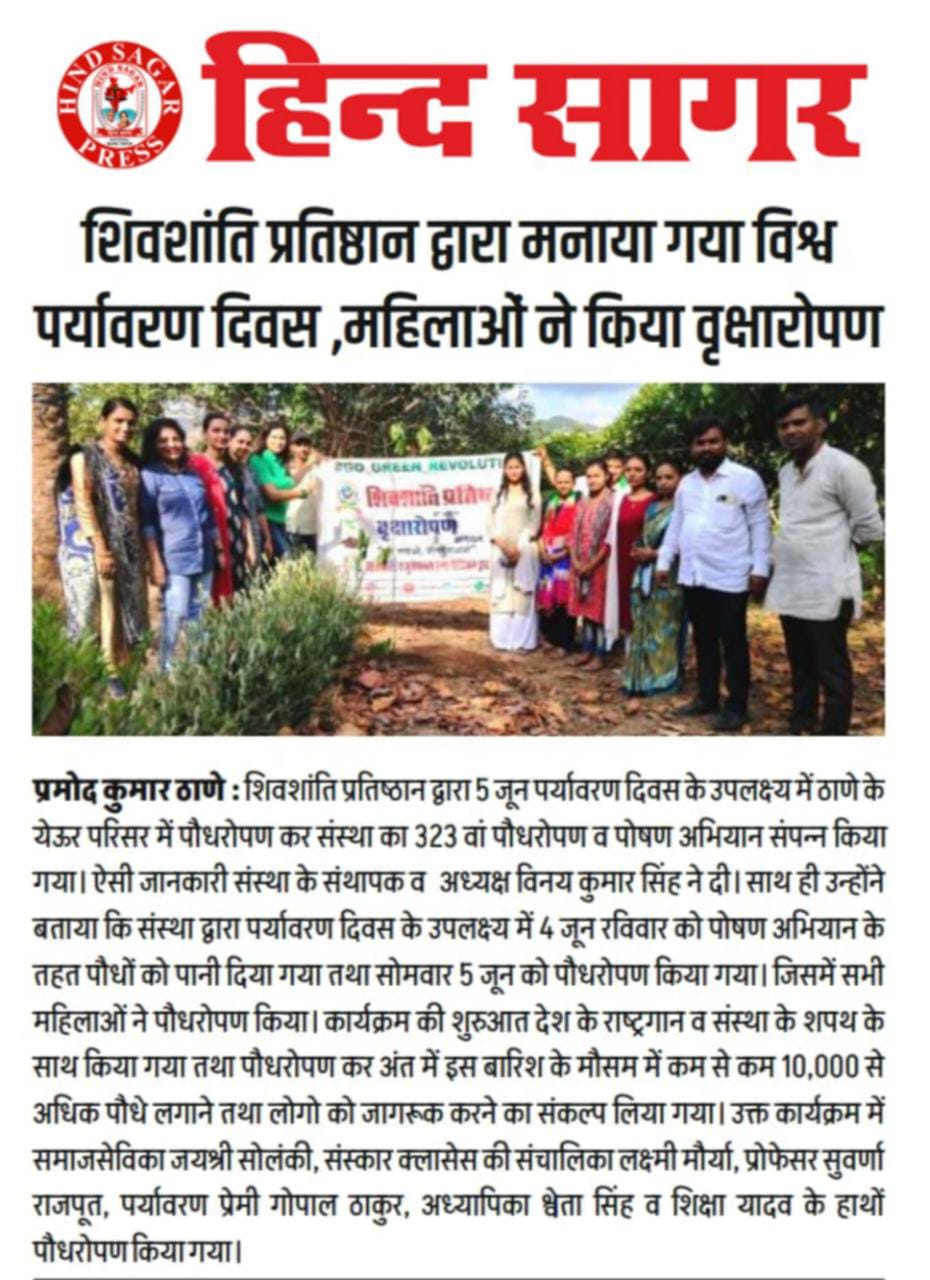 HIND SAGAR
PRESS
हिन्द सागर
शिवशांति प्रतिष्ठान द्वारा मनाया गया विश्व
पर्यावरण दिवस ,महिलाओं ने किया वृक्षारोपण
GREEN REVOLUTI
शिवशांति प्रतिष्ठ
वृक्षारोपण
प्रमोद कुमार ठाणे : शिवशांति प्रतिष्ठान द्वारा 5 जून पर्यावरण दिवस के उपलक्ष्य में ठाणे के
येऊर परिसर में पौधरोपण कर संस्था का 323 वां पौधरोपण व पोषण अभियान संपन्न किया
गया। ऐसी जानकारी संस्था के संथापक व अध्यक्ष विनय कुमार सिंह ने दी। साथ ही उन्होंने
बताया कि संस्था द्वारा पर्यावरण दिवस के उपलक्ष्य में 4 जून रविवार को पोषण अभियान के
तहत पौधों को पानी दिया गया तथा सोमवार 5 जून को पौधरोपण किया गया। जिसमें सभी
महिलाओं ने पौधरोपण किया। कार्यक्रम की शुरुआत देश के राष्ट्रगान व संस्था के शपथ के
साथ किया गया तथा पौधरोपण कर अंत में इस बारिश के मौसम में कम से कम 10,000 से
अधिक पौधे लगाने तथा लोगो को जागरूक करने का संकल्प लिया गया। उक्त कार्यक्रम में
समाजसेविका जयश्री सोलंकी, संस्कार क्लासेस की संचालिका लक्ष्मी मौर्या, प्रोफेसर सुवर्णा
राजपूत, पर्यावरण प्रेमी गोपाल ठाकुर, अध्यापिका श्वेता सिंह व शिक्षा यादव के हाथों
पौधरोपण किया गया।